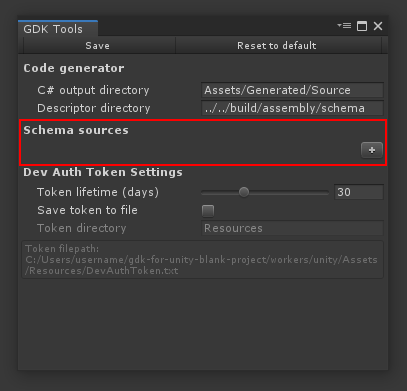 GDK Tools
Save Reset to default
Code generator
C# output directory Assets/Generated/Source
Descriptor directory ../../build/assembly/schema
Schema sources
+
Dev Auth Token Settings
Token lifetime (days) 30
Save token to file
Token directory Resources
Token filepath:
C:/Users/username/gdk-for-unity-blank-project/workers/unity/Assets
/Resources/DevAuthToken.txt